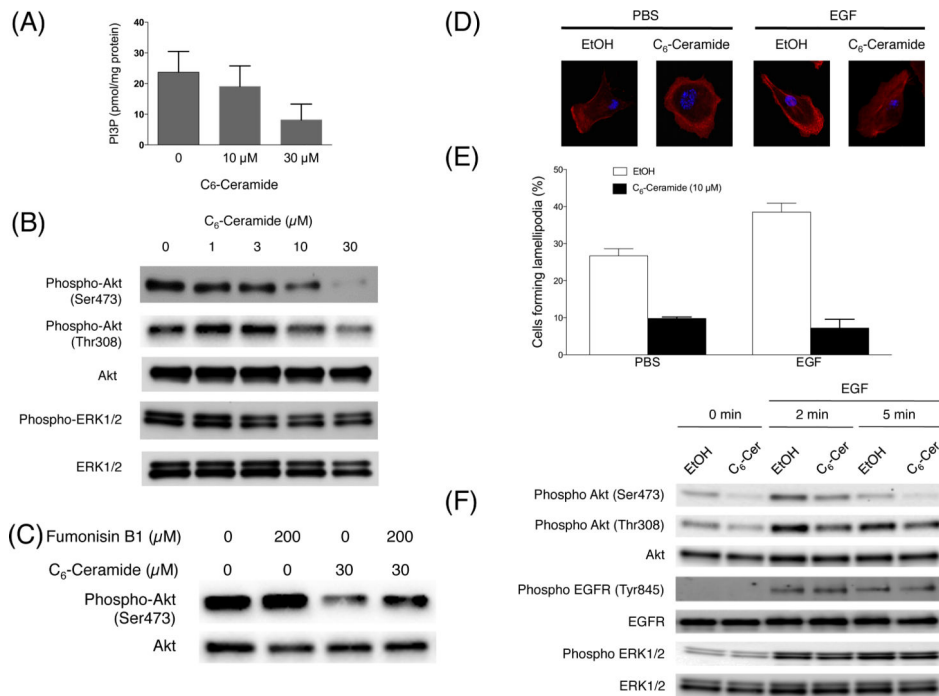 (A)
PI3P (pmol/mg protein)
40
30
20
10
0
0 10 µM 30 µM
C6-Ceramide
(B)
C6-Ceramide (µM)
0 1 3 10 30
Phospho-Akt
(Ser473)
Phospho-Akt
(Thr308)
Akt
Phospho-ERK1/2
ERK1/2
(C)
Fumonisin B1 (µM) 0 200 0 200
C6-Ceramide (µM) 0 0 30 30
Phospho-Akt
(Ser473)
Akt
(D)
PBS EGF
EtOH C6-Ceramide EtOH C6-Ceramide
(E)
Cells forming lamellipodia (%)
50
40
30
20
10
0
EtOH
C6-Ceramide (10 µM)
PBS EGF
(F)
EGF
0 min 2 min 5 min
EtOH C6-Cer EtOH C6-Cer EtOH C6-Cer
Phospho Akt (Ser473)
Phospho Akt (Thr308)
Akt
Phospho EGFR (Tyr845)
EGFR
Phospho ERK1/2
ERK1/2